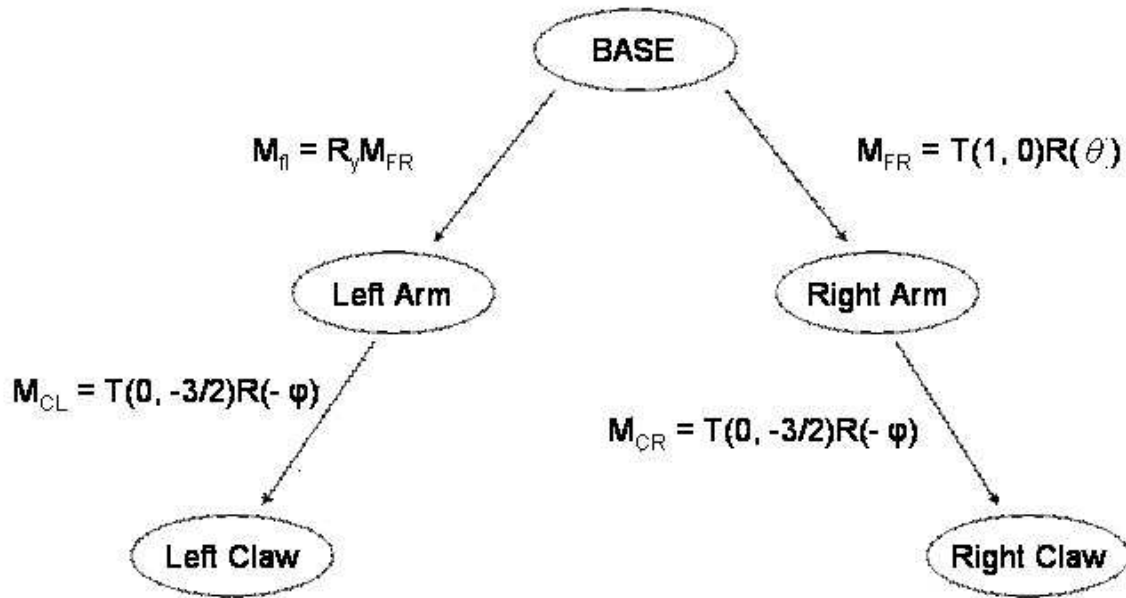 BASE
M_fl = R_yM_FR
M_FR = T(1, 0)R(θ)
Left Arm
Right Arm
M_CL = T(0, -3/2)R(- φ)
M_CR = T(0, -3/2)R(- φ)
Left Claw
Right Claw